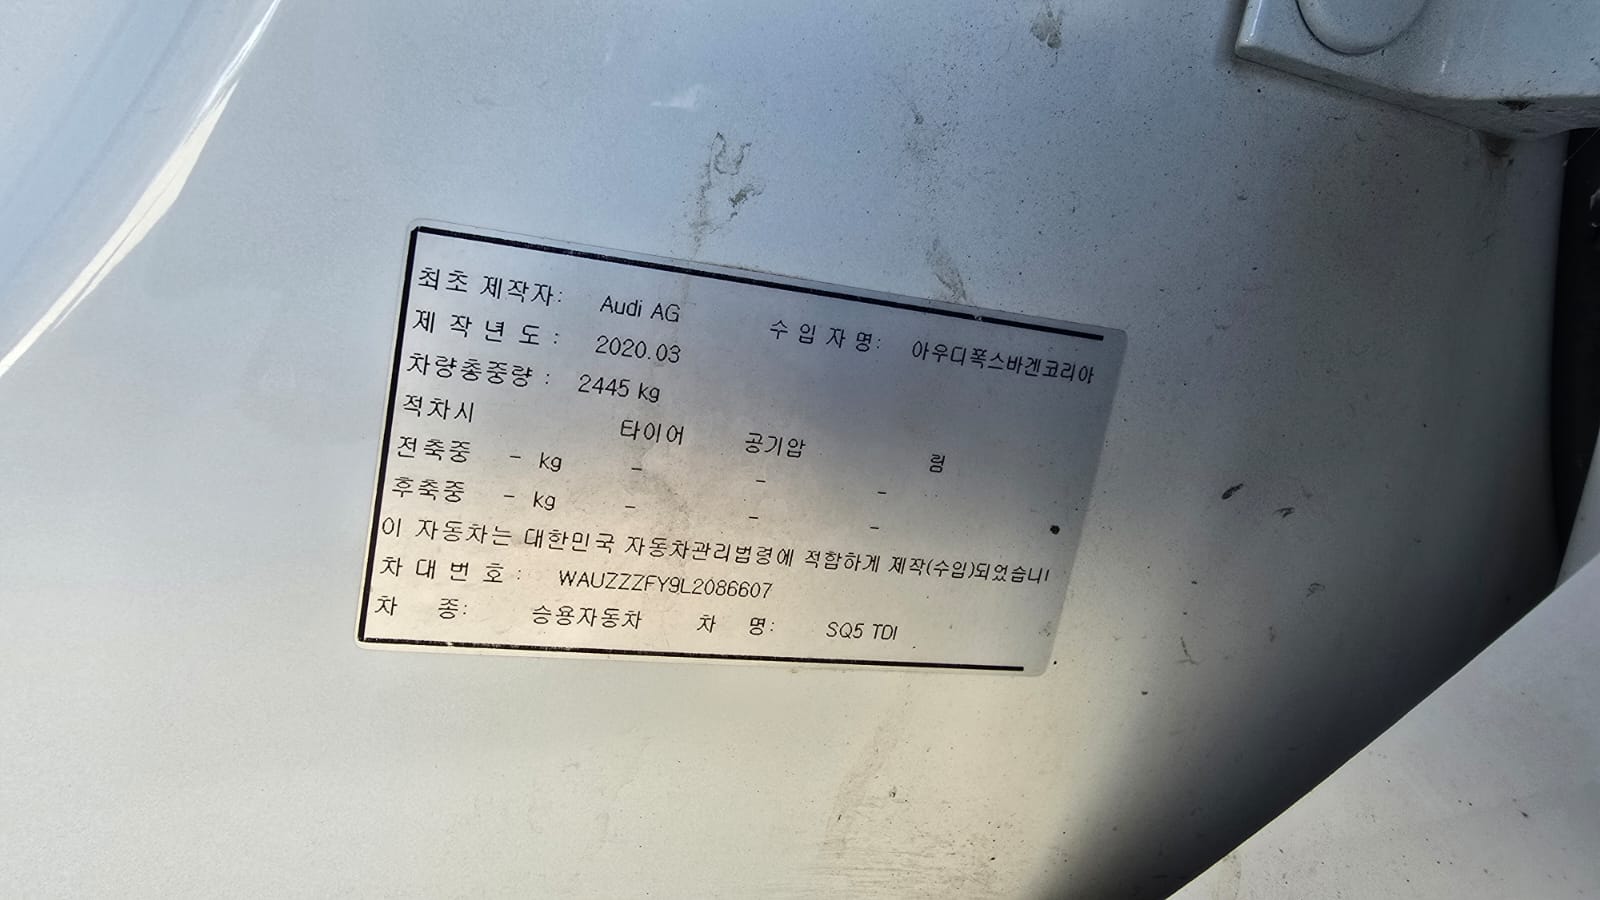 최초 제작자: Audi AG 수 입 자 명: 아우디폭스바겐코리아
제 작 년 도 : 2020.03
차량총중량 : 2445 kg
적차시 타이어 공기압 림
전축중 - kg - - -
후축중 - kg - - -
이 자동차는 대한민국 자동차관리법령에 적합하게 제작(수입)되었습니
차 대 번 호 : WAUZZZFY9L2086607
차 종: 승용자동차 차 명: SQ5 TDI